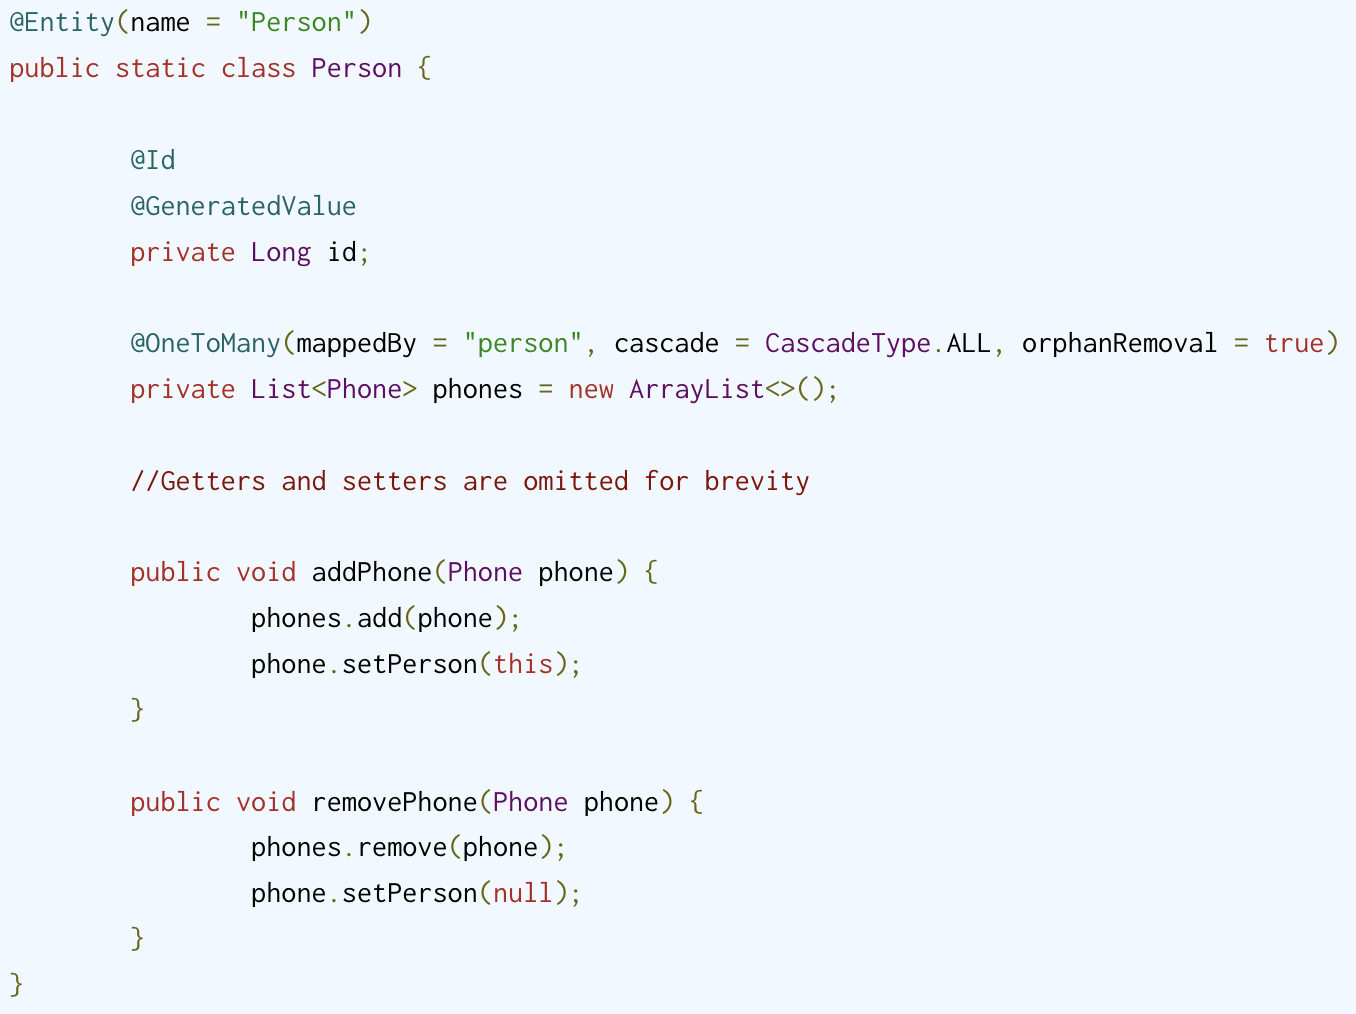 @Entity(name = "Person")
public static class Person {
@Id
@GeneratedValue
private Long id;
@OneToMany(mappedBy = "person", cascade = CascadeType.ALL, orphanRemoval = true)
private List<Phone> phones = new ArrayList<>();
//Getters and setters are omitted for brevity
public void addPhone(Phone phone) {
phones.add(phone);
phone.setPerson(this);
}
public void removePhone(Phone phone) {
phones.remove(phone);
phone.setPerson(null);
}
}